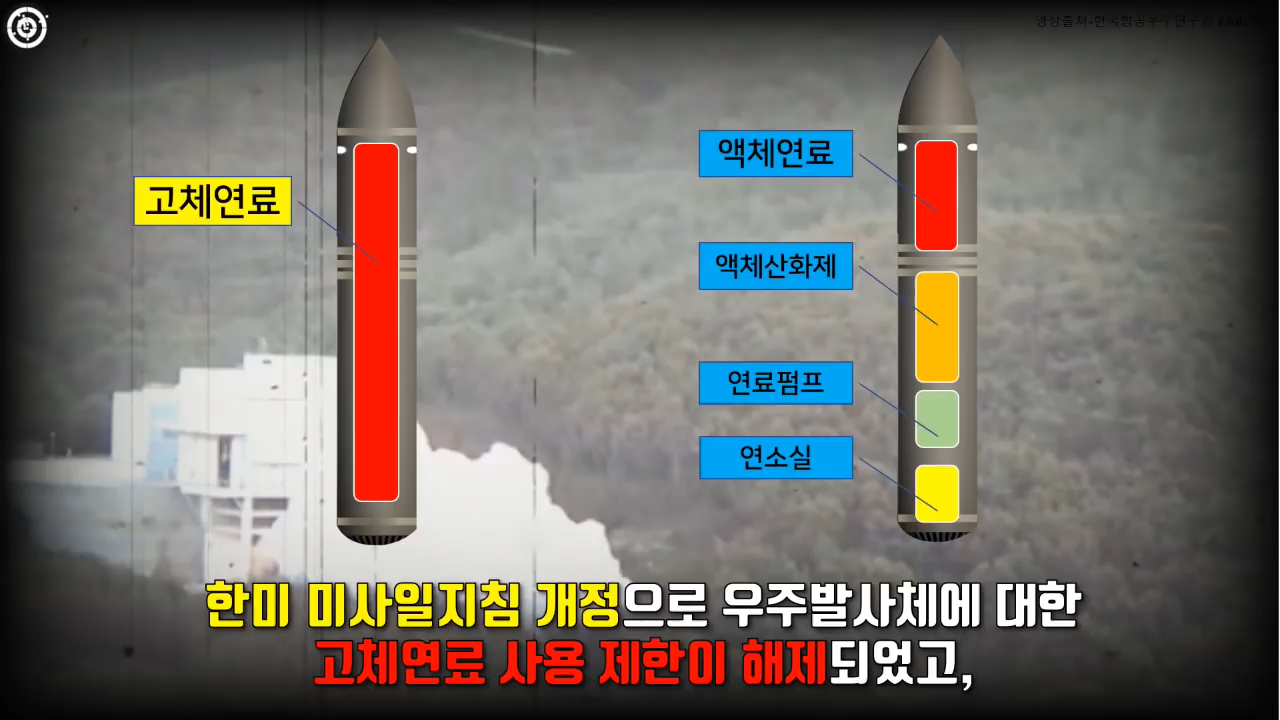 고체연료
액체연료
액체산화제
연료펌프
연소실
한미 미사일지침 개정으로 우주발사체에 대한
고체연료 사용 제한이 해제되었고,